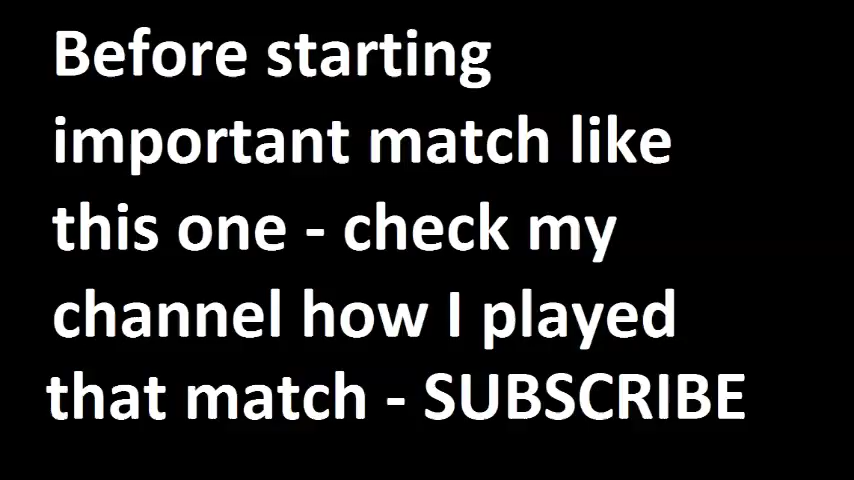 Before starting
important match like
this one - check my
channel how I played
that match - SUBSCRIBE